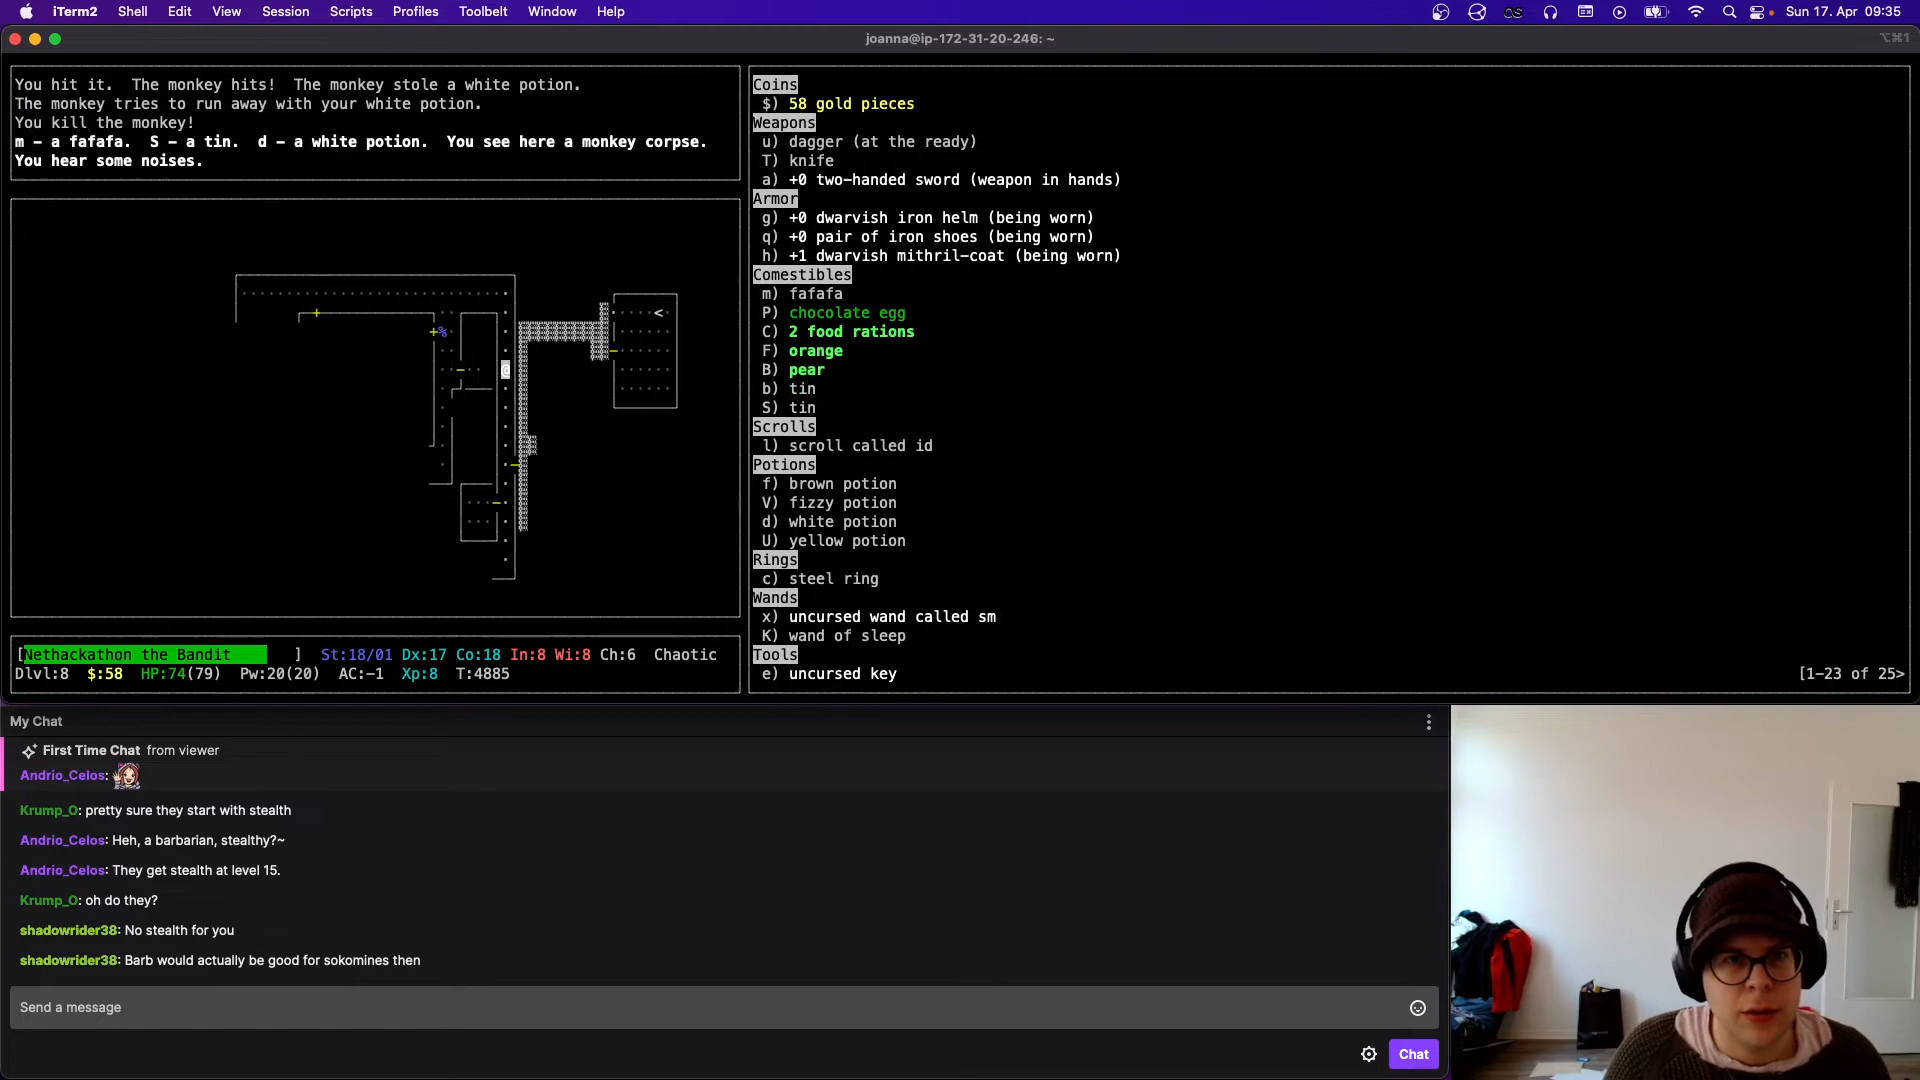 iTerm2 Shell Edit View Session Scripts Profiles Toolbelt Window Help Sun 17. Apr 09:35
joanna@ip-172-31-20-246: ~ ⌥⌘1
You hit it.  The monkey hits!  The monkey stole a white potion.
The monkey tries to run away with your white potion.
You kill the monkey!
m - a fafafa.  S - a tin.  d - a white potion.  You see here a monkey corpse.
You hear some noises.
[Nethackathon the Bandit ] St:18/01 Dx:17 Co:18 In:8 Wi:8 Ch:6 Chaotic
Dlvl:8 $:58 HP:74(79) Pw:20(20) AC:-1 Xp:8 T:4885
Coins
$) 58 gold pieces
Weapons
u) dagger (at the ready)
T) knife
a) +0 two-handed sword (weapon in hands)
Armor
g) +0 dwarvish iron helm (being worn)
q) +0 pair of iron shoes (being worn)
h) +1 dwarvish mithril-coat (being worn)
Comestibles
m) fafafa
P) chocolate egg
C) 2 food rations
F) orange
B) pear
b) tin
S) tin
Scrolls
l) scroll called id
Potions
f) brown potion
V) fizzy potion
d) white potion
U) yellow potion
Rings
c) steel ring
Wands
x) uncursed wand called sm
K) wand of sleep
Tools
e) uncursed key
[1-23 of 25>
My Chat
First Time Chat from viewer
Andrio_Celos:
Krump_O: pretty sure they start with stealth
Andrio_Celos: Heh, a barbarian, stealthy?~
Andrio_Celos: They get stealth at level 15.
Krump_O: oh do they?
shadowrider38: No stealth for you
shadowrider38: Barb would actually be good for sokomines then
Send a message
Chat